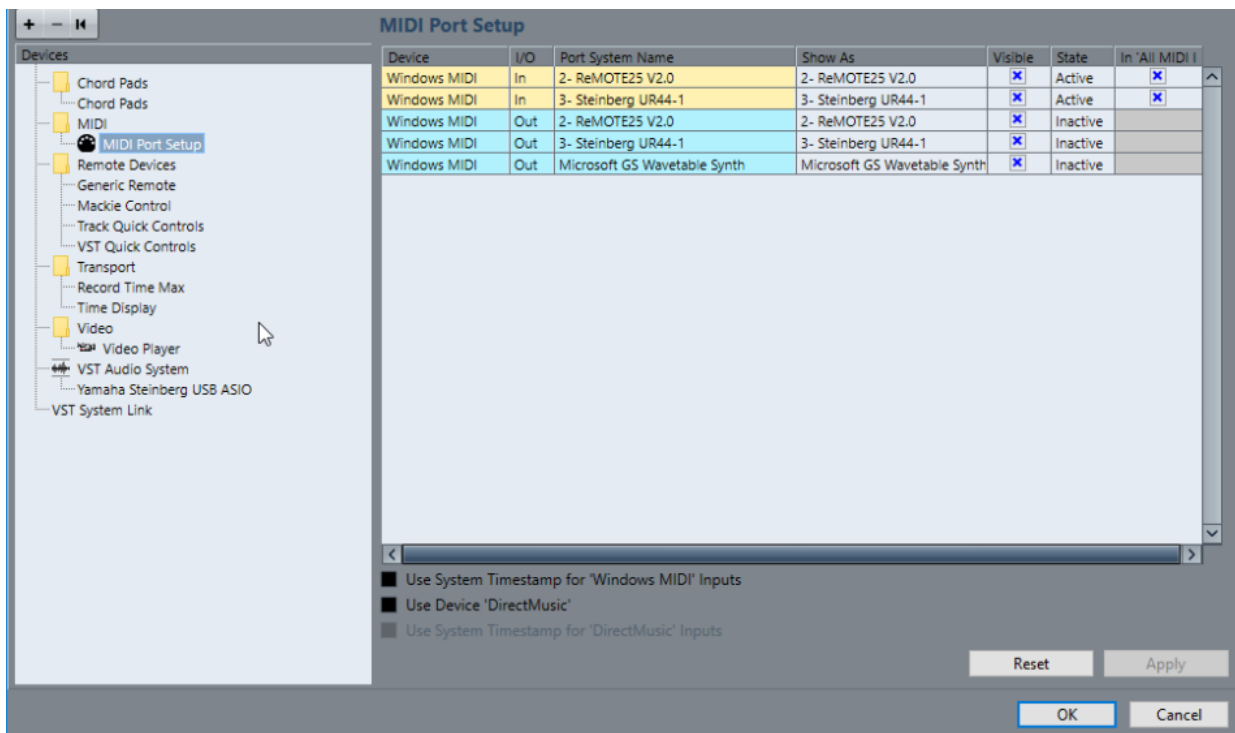 + -
MIDI Port Setup
Devices
Chord Pads
Chord Pads
MIDI
MIDI Port Setup
Remote Devices
Generic Remote
Mackie Control
Track Quick Controls
VST Quick Controls
Transport
Record Time Max
Time Display
Video
Video Player
VST Audio System
Yamaha Steinberg USB ASIO
VST System Link
Device I/O Port System Name Show As Visible State In 'All MIDI I
Windows MIDI In 2- ReMOTE25 V2.0 2- ReMOTE25 V2.0 Active
Windows MIDI In 3- Steinberg UR44-1 3- Steinberg UR44-1 Active
Windows MIDI Out 2- ReMOTE25 V2.0 2- ReMOTE25 V2.0 Inactive
Windows MIDI Out 3- Steinberg UR44-1 3- Steinberg UR44-1 Inactive
Windows MIDI Out Microsoft GS Wavetable Synth Microsoft GS Wavetable Synth Inactive
Use System Timestamp for 'Windows MIDI' Inputs
Use Device 'DirectMusic'
Use System Timestamp for 'DirectMusic' Inputs
Reset Apply
OK Cancel